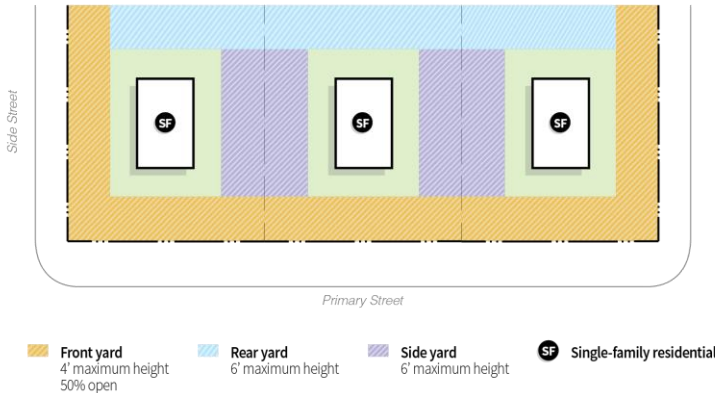 Side Street
SF
SF
SF
Primary Street
Front yard
4' maximum height
50% open
Rear yard
6' maximum height
Side yard
6' maximum height
SF
Single-family residential